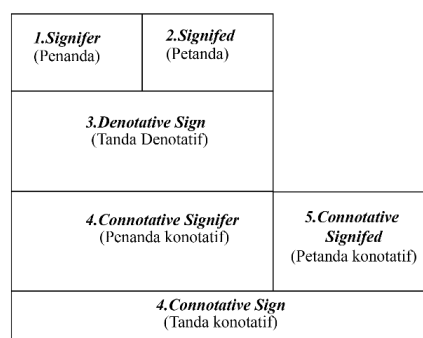 1.Signifer
(Penanda)
2.Signifed
(Petanda)
3.Denotative Sign
(Tanda Denotatif)
4.Connotative Signifer
(Penanda konotatif)
5.Connotative
Signifed
(Petanda konotatif)
4.Connotative Sign
(Tanda konotatif)